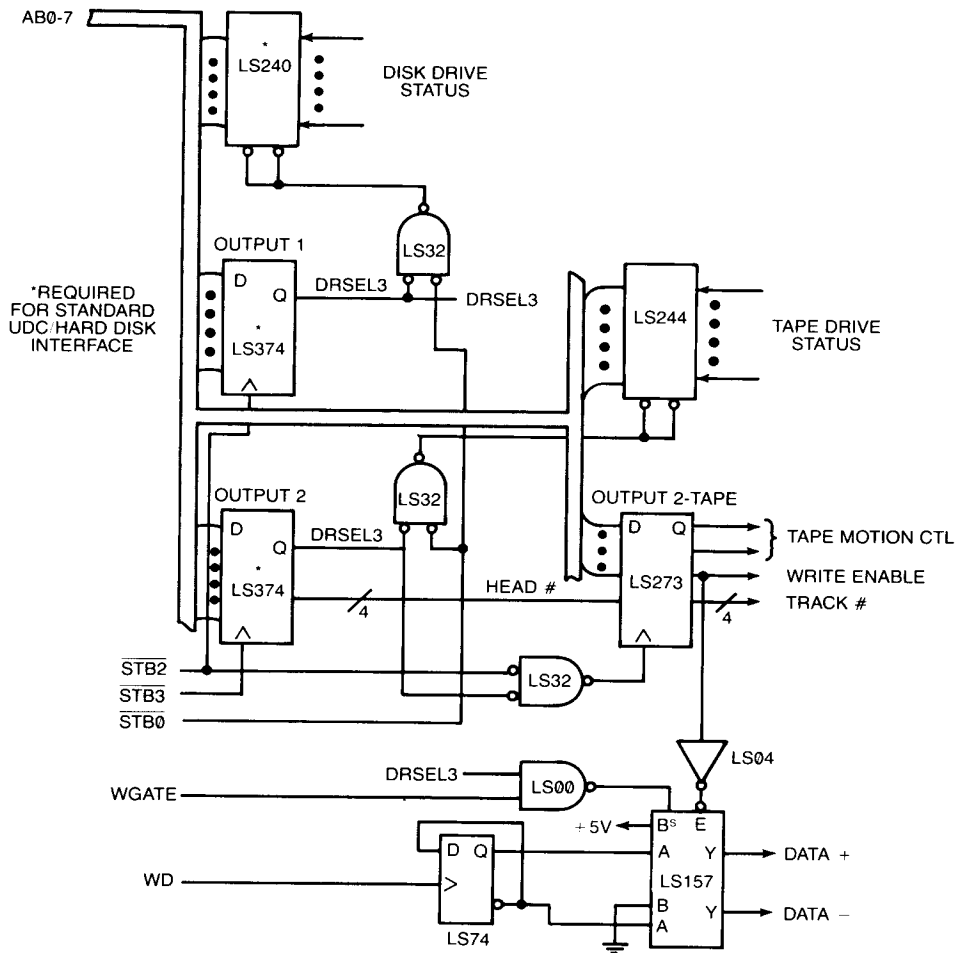 AB0-7
*
LS240
DISK DRIVE
STATUS
LS32
OUTPUT 1
D
Q
*
LS374
DRSEL3
DRSEL3
*REQUIRED
FOR STANDARD
UDC/HARD DISK
INTERFACE
LS244
TAPE DRIVE
STATUS
LS32
OUTPUT 2
D
Q
*
LS374
DRSEL3
HEAD #
4
OUTPUT 2-TAPE
D
Q
LS273
TAPE MOTION CTL
WRITE ENABLE
TRACK #
4
STB2
STB3
STB0
LS32
LS04
DRSEL3
WGATE
LS00
+5V
B S
E
A
Y
DATA +
LS157
B
A
Y
DATA −
WD
D
Q
LS74